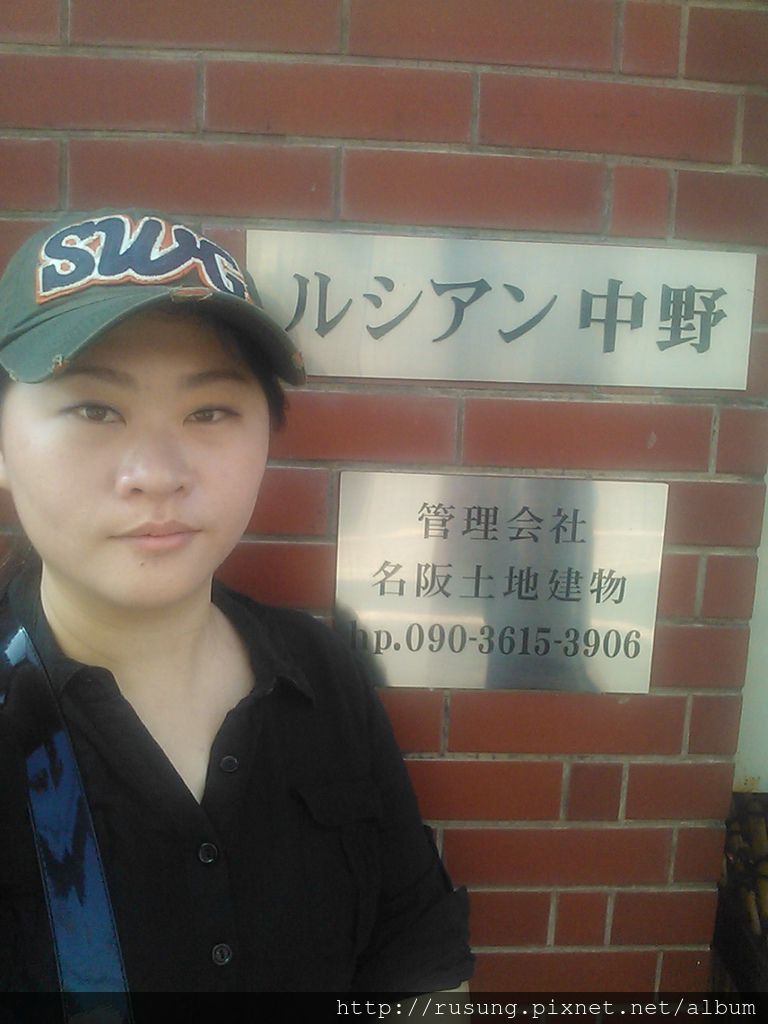 SWG
ルシアン中野
管理会社
名阪土地建物
hp.090-3615-3906
http://rusung.pixnet.net/album